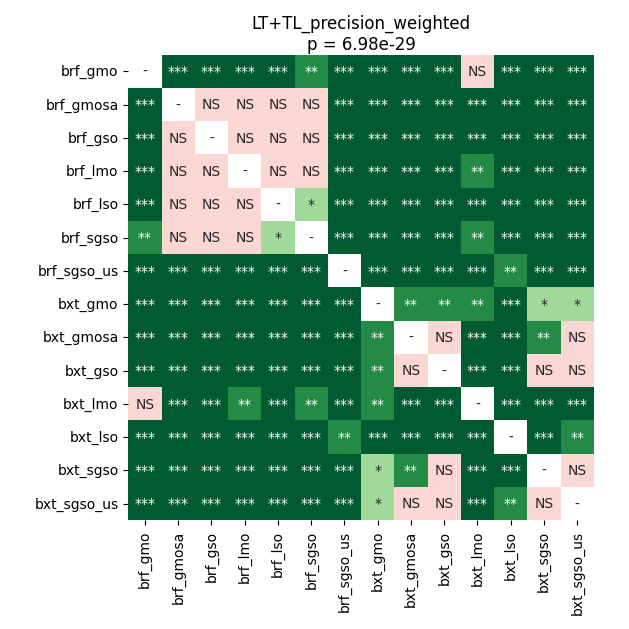 LT+TL_precision_weighted
p = 6.98e-29
brf_gmo - *** *** *** *** ** *** *** *** *** NS *** *** ***
brf_gmosa *** - NS NS NS NS *** *** *** *** *** *** *** ***
brf_gso *** NS - NS NS NS *** *** *** *** *** *** *** ***
brf_lmo *** NS NS - NS NS *** *** *** *** ** *** *** ***
brf_lso *** NS NS NS - * *** *** *** *** *** *** *** ***
brf_sgso ** NS NS NS * - *** *** *** *** ** *** *** ***
brf_sgso_us *** *** *** *** *** *** - *** *** *** *** ** *** ***
bxt_gmo *** *** *** *** *** *** *** - ** ** ** *** * *
bxt_gmosa *** *** *** *** *** *** *** ** - NS *** *** ** NS
bxt_gso *** *** *** *** *** *** *** ** NS - *** *** NS NS
bxt_lmo NS *** *** ** *** ** *** ** *** *** - *** *** ***
bxt_lso *** *** *** *** *** *** ** *** *** *** *** - *** **
bxt_sgso *** *** *** *** *** *** *** * ** NS *** *** - NS
bxt_sgso_us *** *** *** *** *** *** *** * NS NS *** ** NS -
brf_gmo
brf_gmosa
brf_gso
brf_lmo
brf_lso
brf_sgso
brf_sgso_us
bxt_gmo
bxt_gmosa
bxt_gso
bxt_lmo
bxt_lso
bxt_sgso
bxt_sgso_us